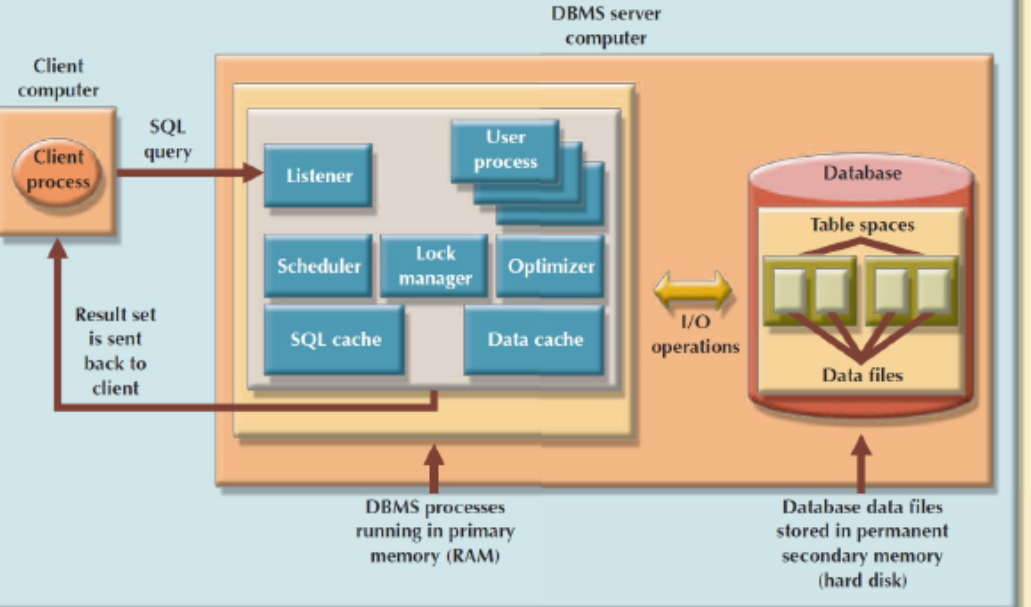 DBMS server
computer
Client
computer
SQL
query
Client
process
Listener
User
process
Scheduler
Lock
manager
Optimizer
SQL cache
Data cache
Result set
is sent
back to
client
I/O
operations
Database
Table spaces
Data files
DBMS processes
running in primary
memory (RAM)
Database data files
stored in permanent
secondary memory
(hard disk)